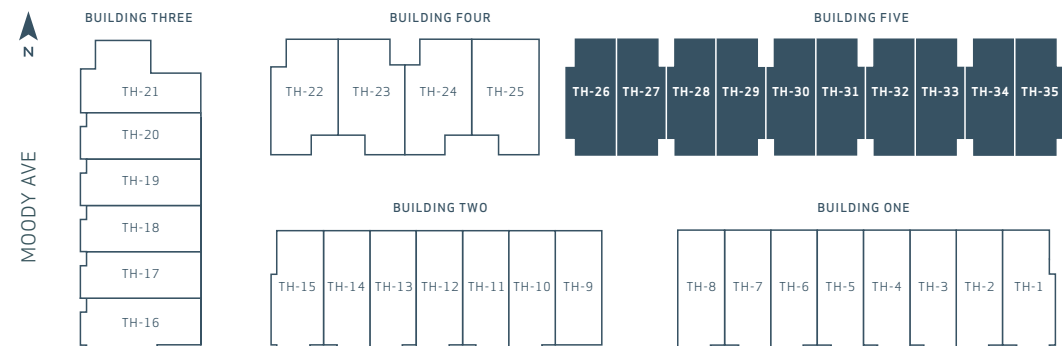 BUILDING THREE
BUILDING FOUR
BUILDING FIVE
N
TH-21
TH-22
TH-23
TH-24
TH-25
TH-26
TH-27
TH-28
TH-29
TH-30
TH-31
TH-32
TH-33
TH-34
TH-35
TH-20
TH-19
TH-18
TH-17
TH-16
MOODY AVE
BUILDING TWO
BUILDING ONE
TH-15
TH-14
TH-13
TH-12
TH-11
TH-10
TH-9
TH-8
TH-7
TH-6
TH-5
TH-4
TH-3
TH-2
TH-1